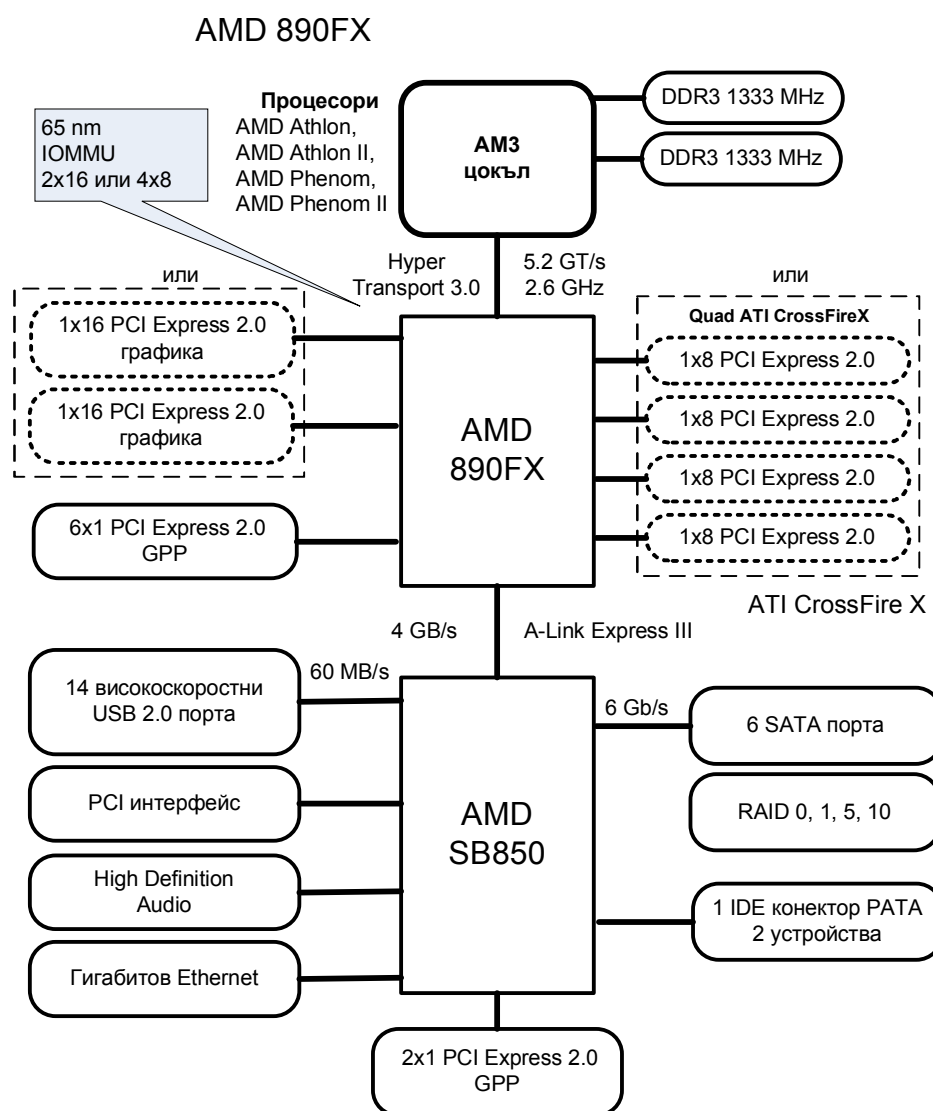 AMD 890FX
65 nm
IOMMU
2x16 или 4x8
Процесори
AMD Athlon,
AMD Athlon II,
AMD Phenom,
AMD Phenom II
AM3
цокъл
DDR3 1333 MHz
DDR3 1333 MHz
Hyper
Transport 3.0
5.2 GT/s
2.6 GHz
или
1x16 PCI Express 2.0
графика
1x16 PCI Express 2.0
графика
6x1 PCI Express 2.0
GPP
AMD
890FX
или
Quad ATI CrossFireX
1x8 PCI Express 2.0
1x8 PCI Express 2.0
1x8 PCI Express 2.0
1x8 PCI Express 2.0
ATI CrossFire X
4 GB/s
A-Link Express III
14 високоскоростни
USB 2.0 порта
60 MB/s
PCI интерфейс
High Definition
Audio
Гигабитов Ethernet
AMD
SB850
6 Gb/s
6 SATA порта
RAID 0, 1, 5, 10
1 IDE конектор PATA
2 устройства
2x1 PCI Express 2.0
GPP